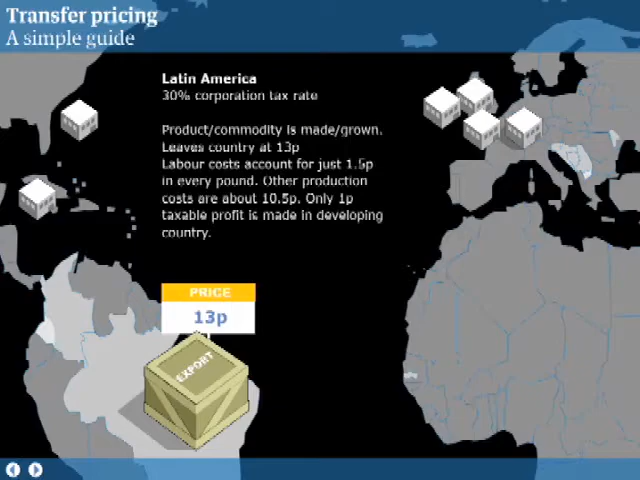 Transfer pricing
A simple guide
Latin America
30% corporation tax rate
Product/commodity is made/grown.
Leaves country at 13p
Labour costs account for just 1.5p
in every pound. Other production
costs are about 10.5p. Only 1p
taxable profit is made in developing
country.
PRICE
13p
EXPORT